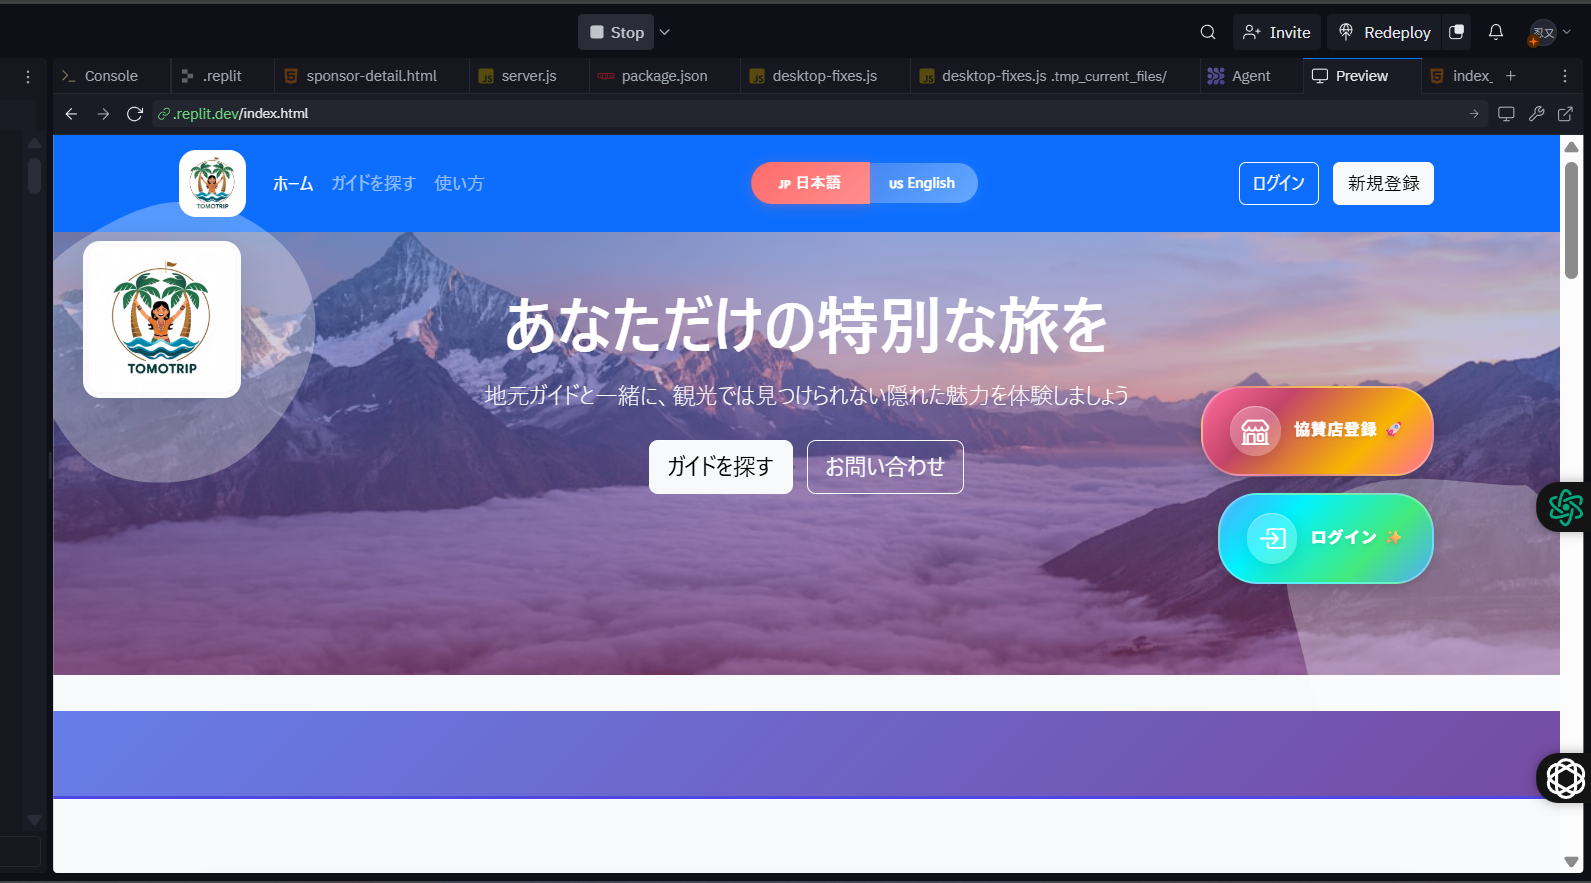 Stop
Invite
Redeploy
忍又
Console
.replit
sponsor-detail.html
server.js
package.json
desktop-fixes.js
desktop-fixes.js .tmp_current_files/
Agent
Preview
index_
.replit.dev/index.html
TOMOTRIP
ホーム
ガイドを探す
使い方
JP 日本語
US English
ログイン
新規登録
TOMOTRIP
あなただけの特別な旅を
地元ガイドと一緒に、観光では見つけられない隠れた魅力を体験しましょう
ガイドを探す
お問い合わせ
協賛店登録 🚀
ログイン ✨